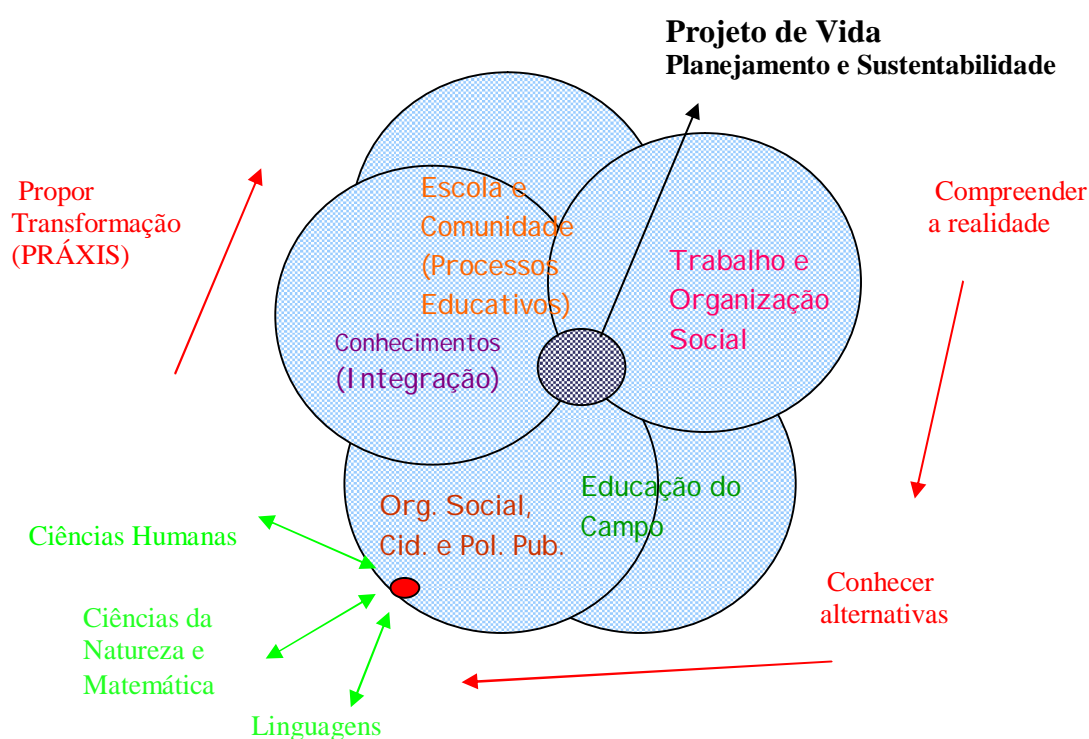 Projeto de Vida
Planejamento e Sustentabilidade
Propor
Transformação
(PRÁXIS)
Escola e
Comunidade
(Processos
Educativos)
Compreender
a realidade
Trabalho e
Organização
Social
Conhecimentos
(Integração)
Educação do
Campo
Org. Social,
Cid. e Pol. Pub.
Ciências Humanas
Conhecer
alternativas
Ciências da
Natureza e
Matemática
Linguagens